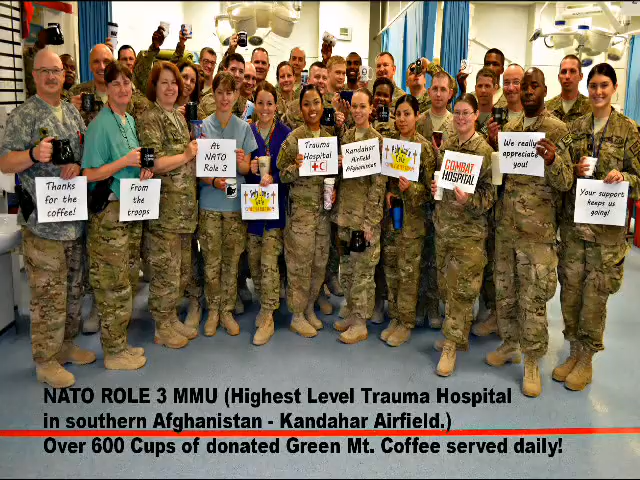 Thanks
for the
coffee!
From
the
troops
At
NATO
Role 3
Trauma
Hospital
Kandahar
Airfield
Afghanistan
COMBAT
HOSPITAL
We really
appreciate
you!
Your support
keeps us
going!
NATO ROLE 3 MMU (Highest Level Trauma Hospital
in southern Afghanistan - Kandahar Airfield.)
Over 600 Cups of donated Green Mt. Coffee served daily!